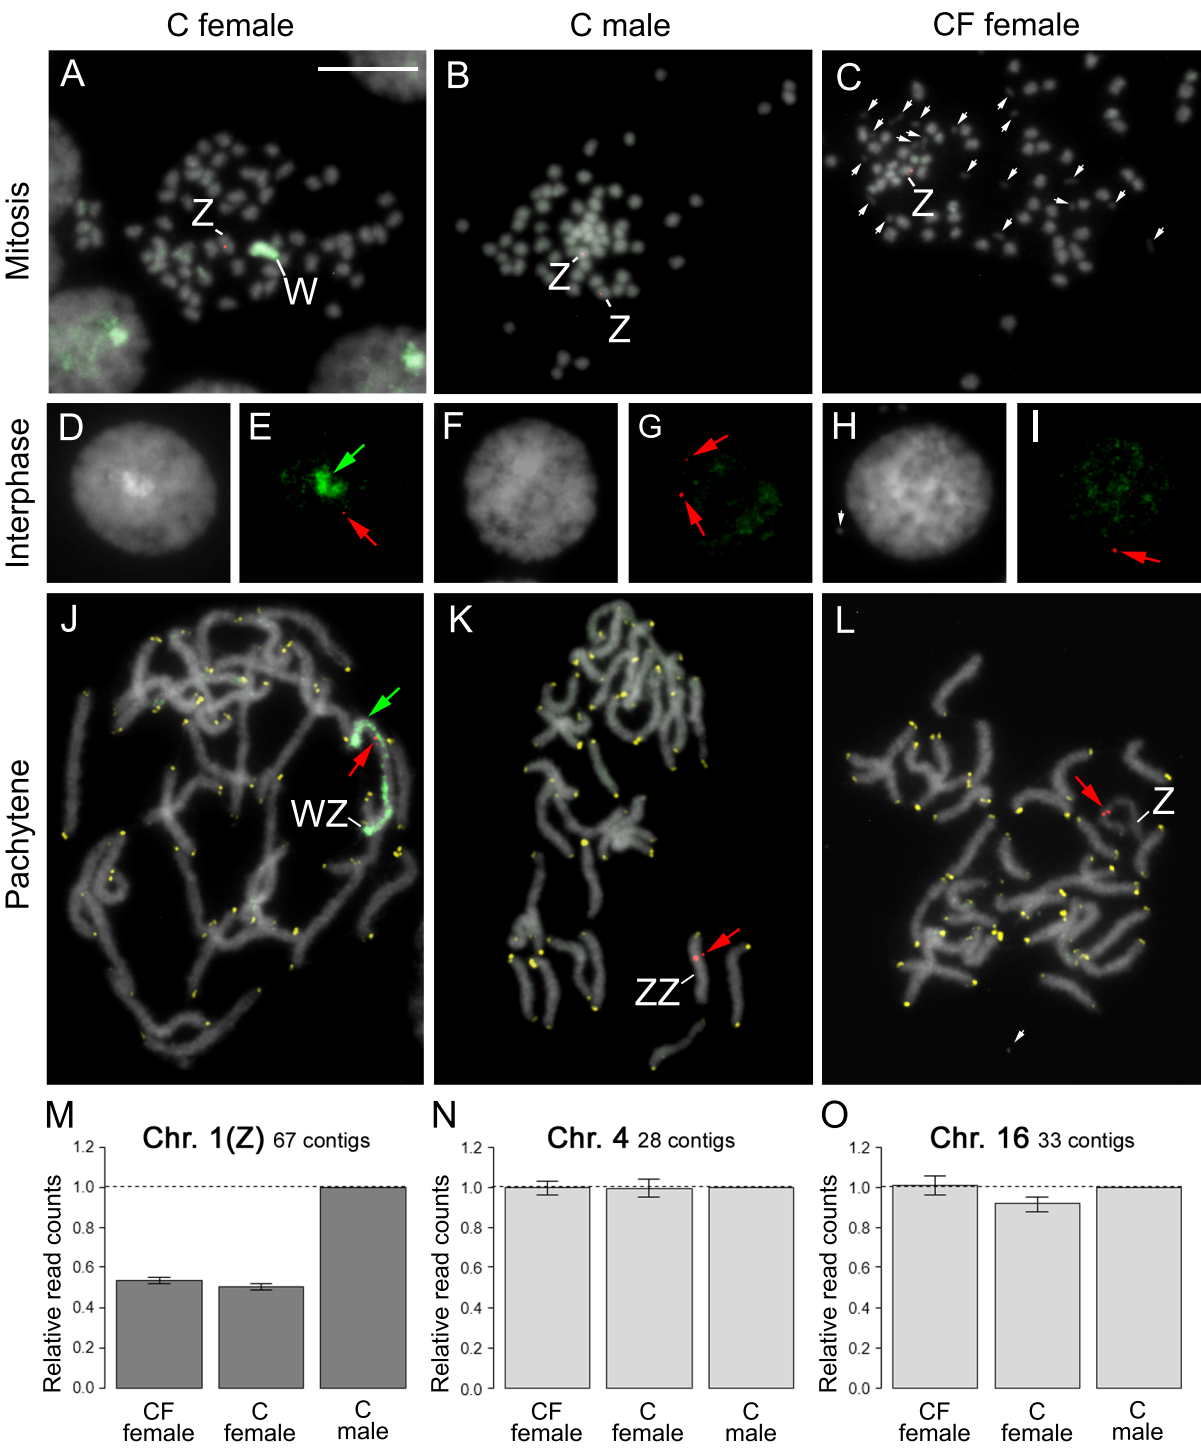 C female
C male
CF female
Mitosis
A
Z
W
B
Z
Z
C
Z
Interphase
D
E
F
G
H
I
Pachytene
J
WZ
K
ZZ
L
Z
M
Chr. 1(Z) 67 contigs
Relative read counts
1.2
1.0
0.8
0.6
0.4
0.2
0.0
CF
female
C
female
C
male
N
Chr. 4 28 contigs
Relative read counts
1.2
1.0
0.8
0.6
0.4
0.2
0.0
CF
female
C
female
C
male
O
Chr. 16 33 contigs
Relative read counts
1.2
1.0
0.8
0.6
0.4
0.2
0.0
CF
female
C
female
C
male